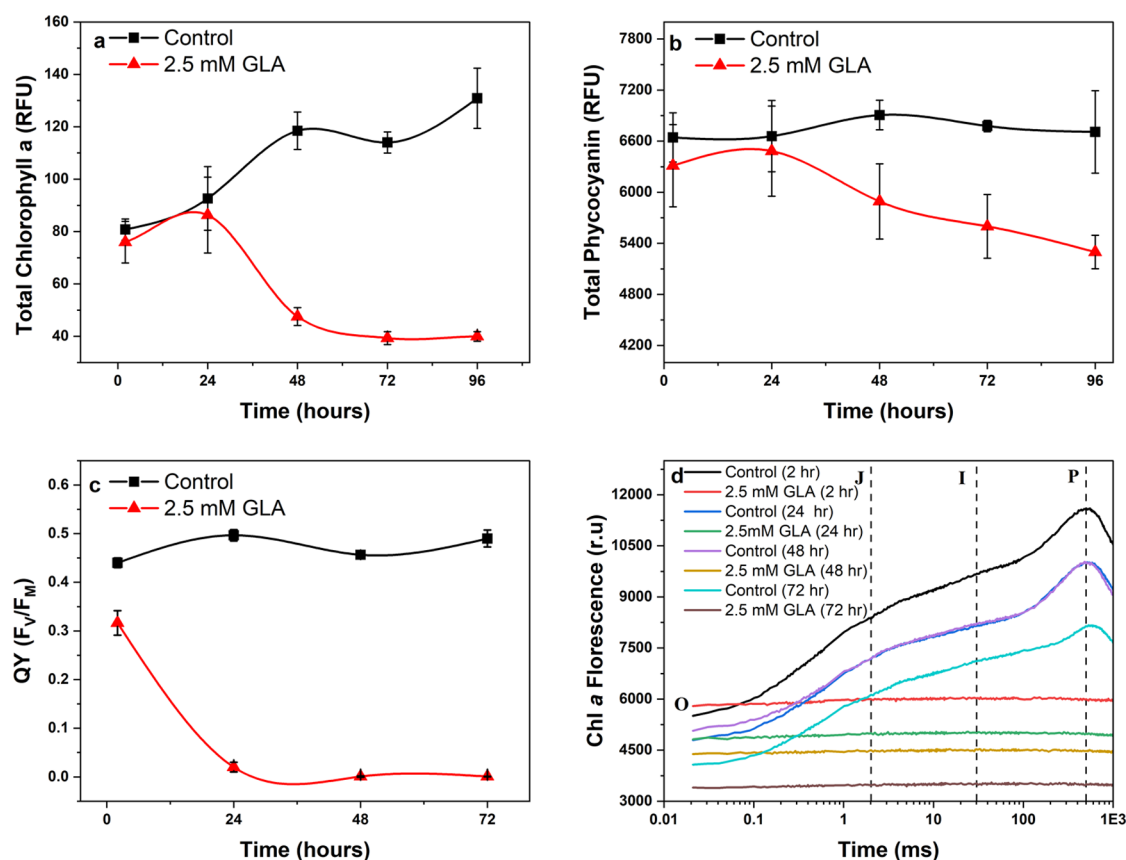 a
Control
2.5 mM GLA
160
140
120
100
80
60
40
Total Chlorophyll a (RFU)
0
24
48
72
96
Time (hours)
b
Control
2.5 mM GLA
7800
7200
6600
6000
5400
4800
4200
Total Phycocyanin (RFU)
0
24
48
72
96
Time (hours)
c
Control
2.5 mM GLA
0.6
0.5
0.4
0.3
0.2
0.1
0.0
QY (FV/FM)
0
24
48
72
Time (hours)
d
Control (2 hr)
2.5 mM GLA (2 hr)
Control (24 hr)
2.5mM GLA (24 hr)
Control (48 hr)
2.5 mM GLA (48 hr)
Control (72 hr)
2.5 mM GLA (72 hr)
J
I
P
O
12000
10500
9000
7500
6000
4500
3000
Chl a Florescence (r.u)
0.01
0.1
1
10
100
1E3
Time (ms)